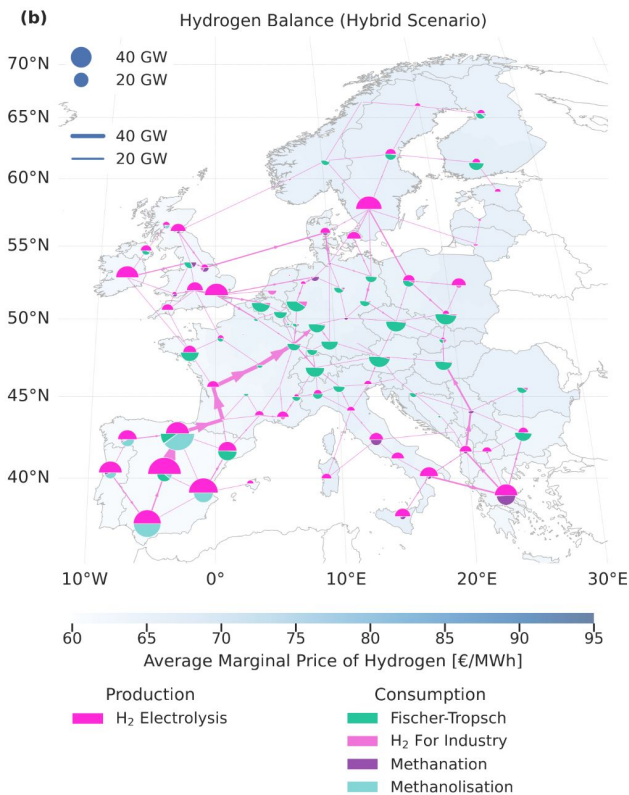 (b)
Hydrogen Balance (Hybrid Scenario)
40 GW
20 GW
40 GW
20 GW
70°N
65°N
60°N
55°N
50°N
45°N
40°N
10°W 0° 10°E 20°E 30°E
60 65 70 75 80 85 90 95
Average Marginal Price of Hydrogen [€/MWh]
Production
H₂ Electrolysis
Consumption
Fischer-Tropsch
H₂ For Industry
Methanation
Methanolisation